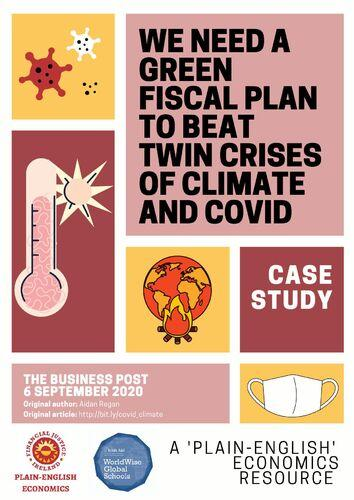 WE NEED A
GREEN
FISCAL PLAN
TO BEAT
TWIN CRISES
OF CLIMATE
AND COVID
CASE
STUDY
THE BUSINESS POST
6 SEPTEMBER 2020
Original author: Aidan Regan
Original article: http://bit.ly/covid_climate
FINANCIAL JUSTICE
IRELAND
PLAIN-ENGLISH
ECONOMICS
Irish Aid
WorldWise
Global
Schools
A 'PLAIN-ENGLISH'
ECONOMICS
RESOURCE